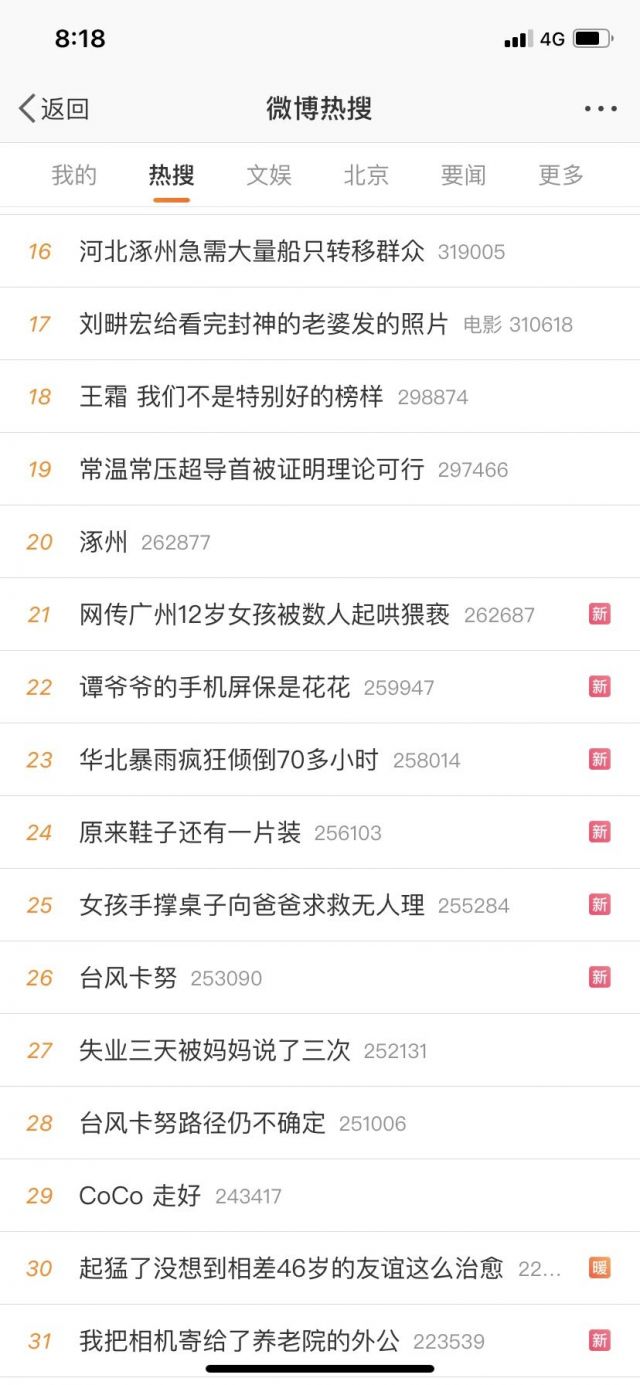 8:18 4G
返回 微博热搜
我的 热搜 文娱 北京 要闻 更多
16 河北涿州急需大量船只转移群众 319005
17 刘畊宏给看完封神的老婆发的照片 电影 310618
18 王霜 我们不是特别好的榜样 298874
19 常温常压超导首被证明理论可行 297466
20 涿州 262877
21 网传广州12岁女孩被数人起哄猥亵 262687 新
22 谭爷爷的手机屏保是花花 259947 新
23 华北暴雨疯狂倾倒70多小时 258014 新
24 原来鞋子还有一片装 256103 新
25 女孩手撑桌子向爸爸求救无人理 255284 新
26 台风卡努 253090 新
27 失业三天被妈妈说了三次 252131
28 台风卡努路径仍不确定 251006
29 CoCo 走好 243417
30 起猛了没想到相差46岁的友谊这么治愈 22... 暖
31 我把相机寄给了养老院的外公 223539 新